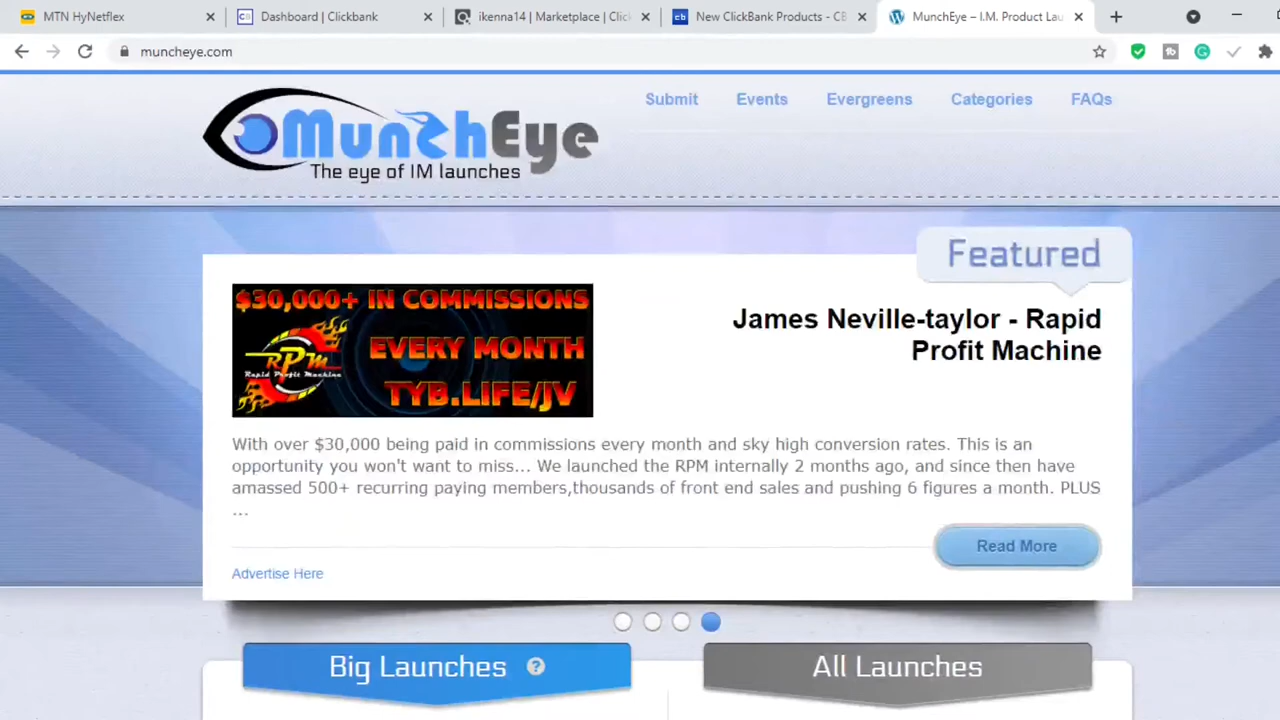 MTN HyNetflex
Dashboard | Clickbank
ikenna14 | Marketplace | Click
New ClickBank Products - CB
MunchEye – I.M. Product Lau
muncheye.com
MunchEye
The eye of IM launches
Submit
Events
Evergreens
Categories
FAQs
Featured
$30,000+ IN COMMISSIONS
EVERY MONTH
TYB.LIFE/JV
RPM
Rapid Profit Machine
James Neville-taylor - Rapid
Profit Machine
With over $30,000 being paid in commissions every month and sky high conversion rates. This is an
opportunity you won't want to miss... We launched the RPM internally 2 months ago, and since then have
amassed 500+ recurring paying members,thousands of front end sales and pushing 6 figures a month. PLUS
...
Read More
Advertise Here
Big Launches ?
All Launches